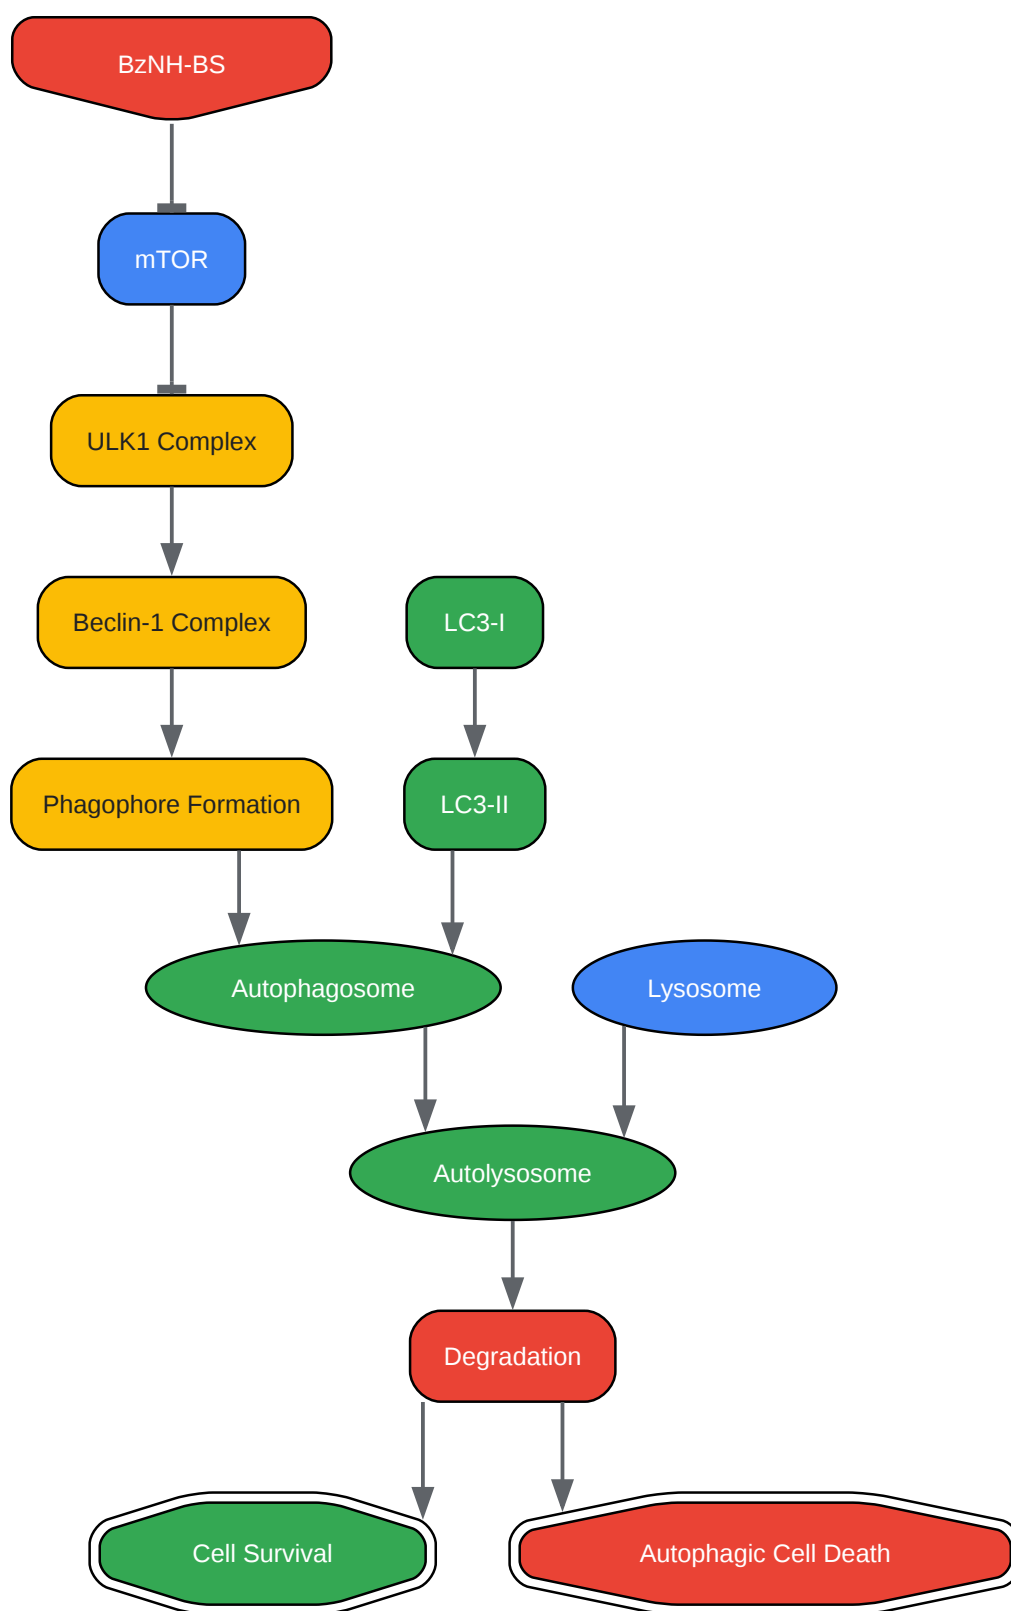 BzNH-BS
mTOR
ULK1 Complex
Beclin-1 Complex
LC3-I
Phagophore Formation
LC3-II
Autophagosome
Lysosome
Autolysosome
Degradation
Cell Survival
Autophagic Cell Death